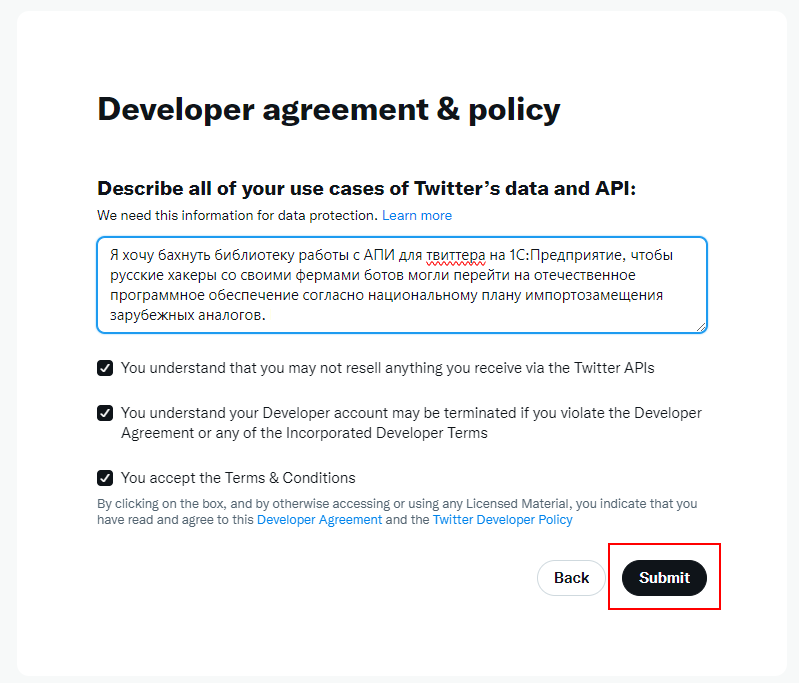 Developer agreement & policy
Describe all of your use cases of Twitter’s data and API:
We need this information for data protection. Learn more
Я хочу бахнуть библиотеку работы с АПИ для твиттера на 1С:Предприятие, чтобы
русские хакеры со своими фермами ботов могли перейти на отечественное
программное обеспечение согласно национальному плану импортозамещения
зарубежных аналогов.
You understand that you may not resell anything you receive via the Twitter APIs
You understand your Developer account may be terminated if you violate the Developer
Agreement or any of the Incorporated Developer Terms
You accept the Terms & Conditions
By clicking on the box, and by otherwise accessing or using any Licensed Material, you indicate that you
have read and agree to this Developer Agreement and the Twitter Developer Policy
Back Submit